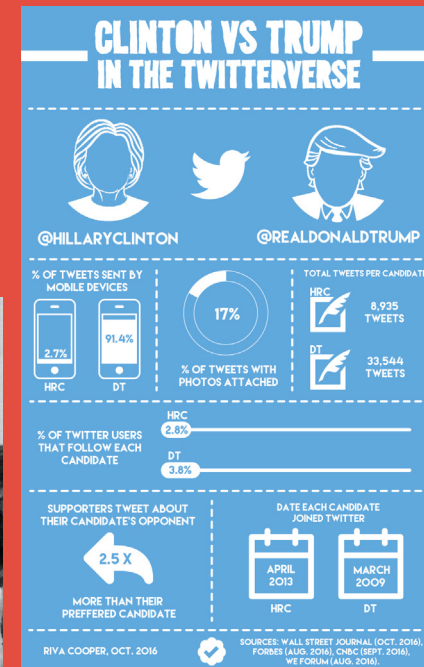 CLINTON VS TRUMP
IN THE TWITTERVERSE
@HILLARYCLINTON
@REALDONALDTRUMP
% OF TWEETS SENT BY
MOBILE DEVICES
2.7%
91.4%
HRC
DT
17%
% OF TWEETS WITH
PHOTOS ATTACHED
TOTAL TWEETS PER CANDIDATE
HRC
8,935
TWEETS
DT
33,544
TWEETS
% OF TWITTER USERS
THAT FOLLOW EACH
CANDIDATE
HRC
2.8%
DT
3.8%
SUPPORTERS TWEET ABOUT
THEIR CANDIDATE'S OPPONENT
2.5 X
MORE THAN THEIR
PREFFERED CANDIDATE
DATE EACH CANDIDATE
JOINED TWITTER
APRIL
2013
HRC
MARCH
2009
DT
RIVA COOPER, OCT. 2016
SOURCES: WALL STREET JOURNAL (OCT. 2016),
FORBES (AUG. 2016), CNBC (SEPT. 2016),
WE FORUM (AUG. 2016).